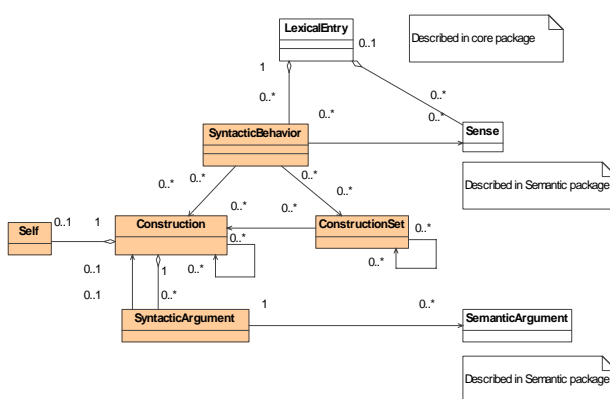 LexicalEntry
Described in core package
0..1
1
0..*
0..*
0..*
0..*
SyntacticBehavior
Sense
Described in Semantic package
0..*
0..*
0..*
0..*
0..*
0..*
Self
0..1
1
Construction
ConstructionSet
0..*
0..*
0..*
0..*
0..1
1
0..1
0..*
SyntacticArgument
1
0..*
SemanticArgument
Described in Semantic package